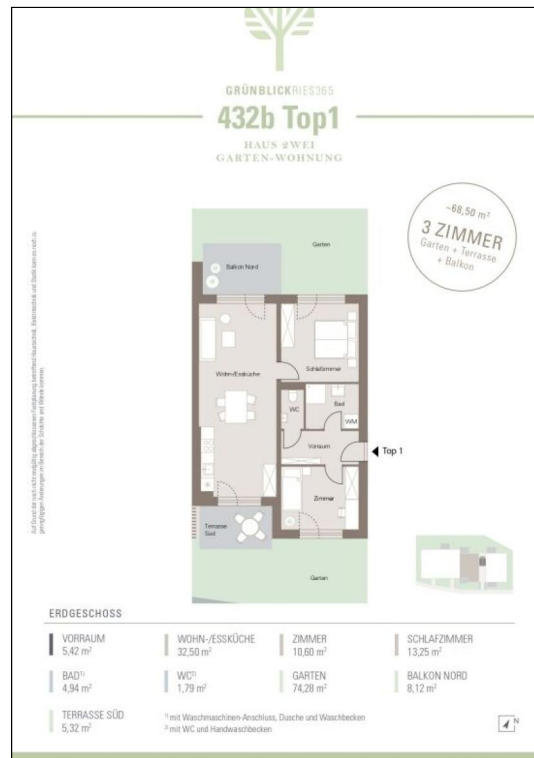 GRÜNBLICKRIES365
432b Top1
HAUS 2WEI
GARTEN-WOHNUNG
~68,50 m²
3 ZIMMER
Garten + Terrasse
+ Balkon
Garten
Balkon Nord
Wohn-/Essküche
Schlafzimmer
WC
Bad
WM
Vorraum
Top 1
Zimmer
Terrasse
Süd
Garten
ERDGESCHOSS
VORRAUM
5,42 m²
WOHN-/ESSKÜCHE
32,50 m²
ZIMMER
10,60 m²
SCHLAFZIMMER
13,25 m²
BAD¹⁾
4,94 m²
WC²⁾
1,79 m²
GARTEN
74,28 m²
BALKON NORD
8,12 m²
TERRASSE SÜD
5,32 m²
¹⁾ mit Waschmaschinen-Anschluss, Dusche und Waschbecken
²⁾ mit WC und Handwaschbecken
N